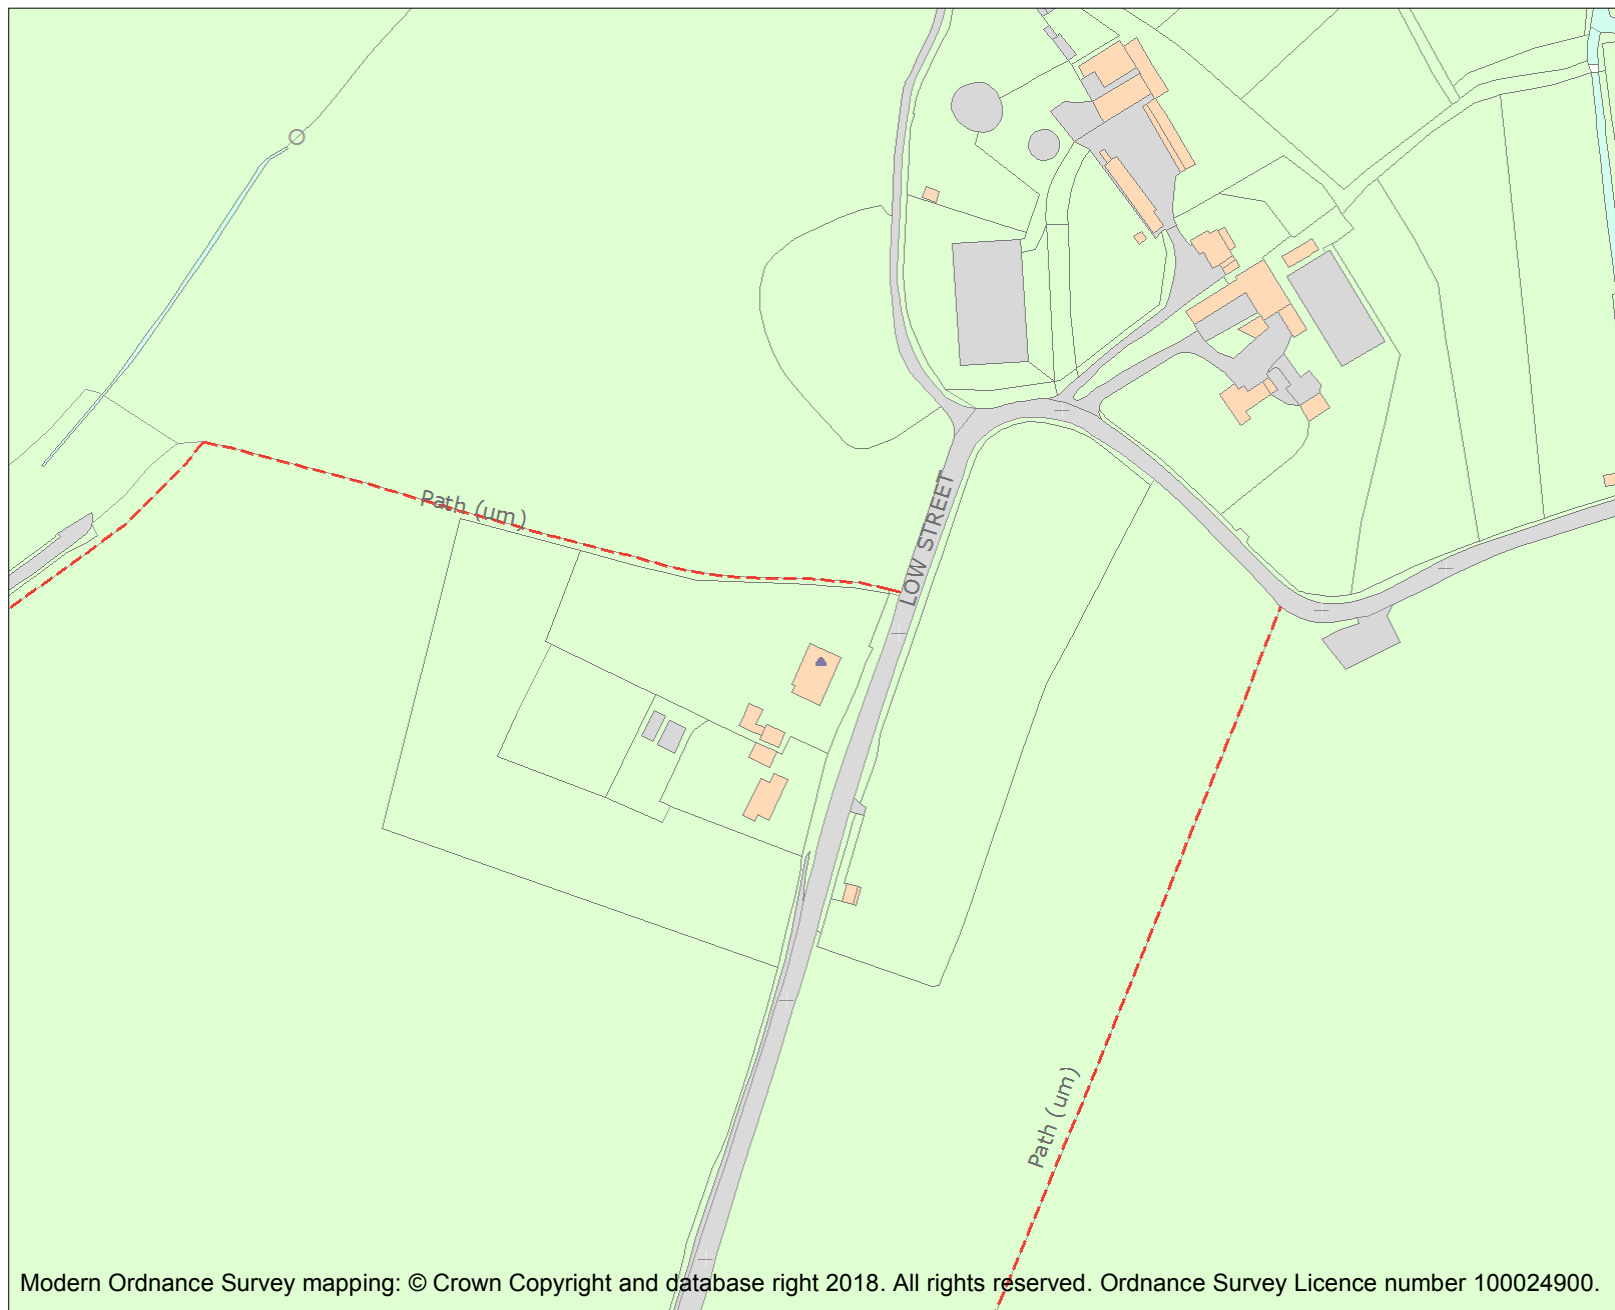 Path (um)
LOW STREET
Path (um)
Modern Ordnance Survey mapping: © Crown Copyright and database right 2018. All rights reserved. Ordnance Survey Licence number 100024900.